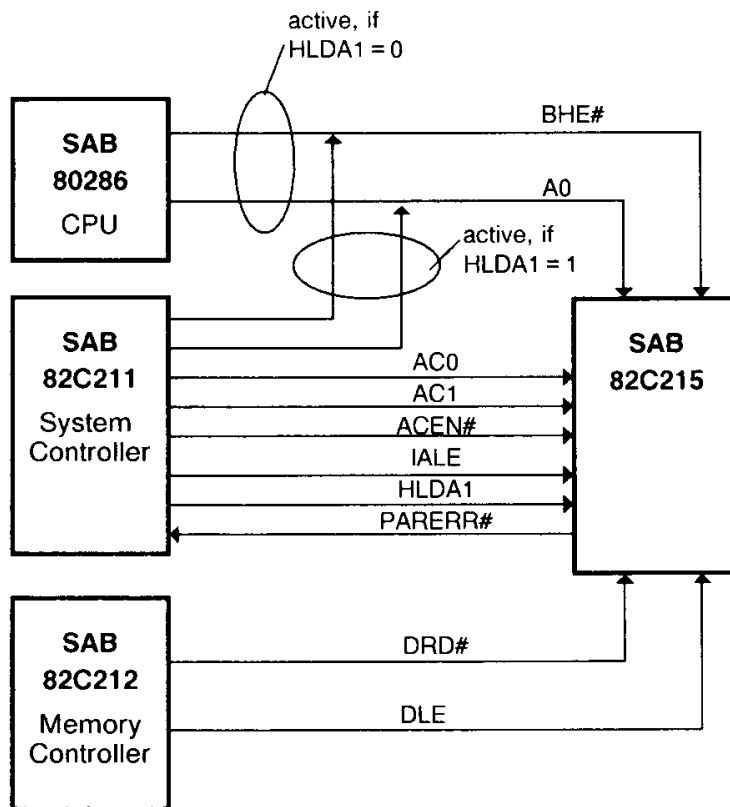 active, if
HLDA1 = 0
SAB
80286
CPU
BHE#
A0
active, if
HLDA1 = 1
SAB
82C211
System
Controller
AC0
AC1
ACEN#
IALE
HLDA1
PARERR#
SAB
82C215
SAB
82C212
Memory
Controller
DRD#
DLE